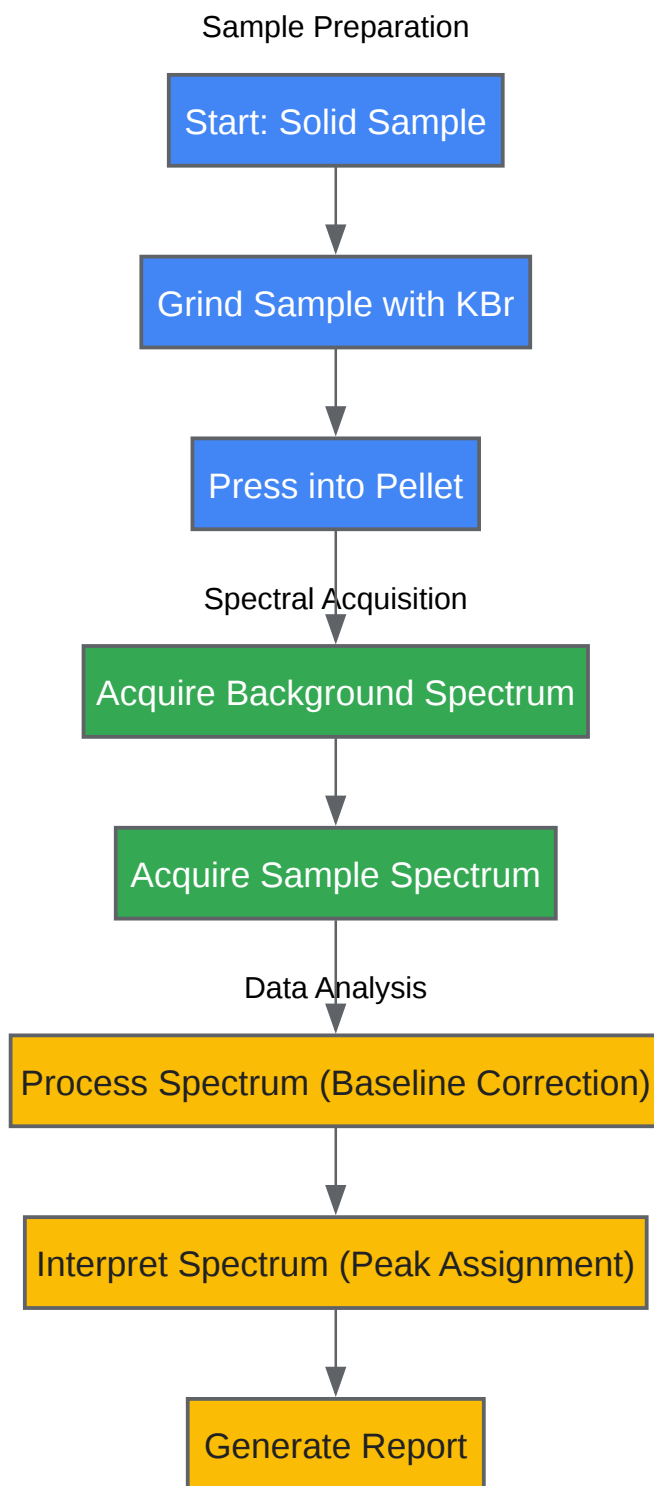 Sample Preparation
Start: Solid Sample
Grind Sample with KBr
Press into Pellet
Spectral Acquisition
Acquire Background Spectrum
Acquire Sample Spectrum
Data Analysis
Process Spectrum (Baseline Correction)
Interpret Spectrum (Peak Assignment)
Generate Report